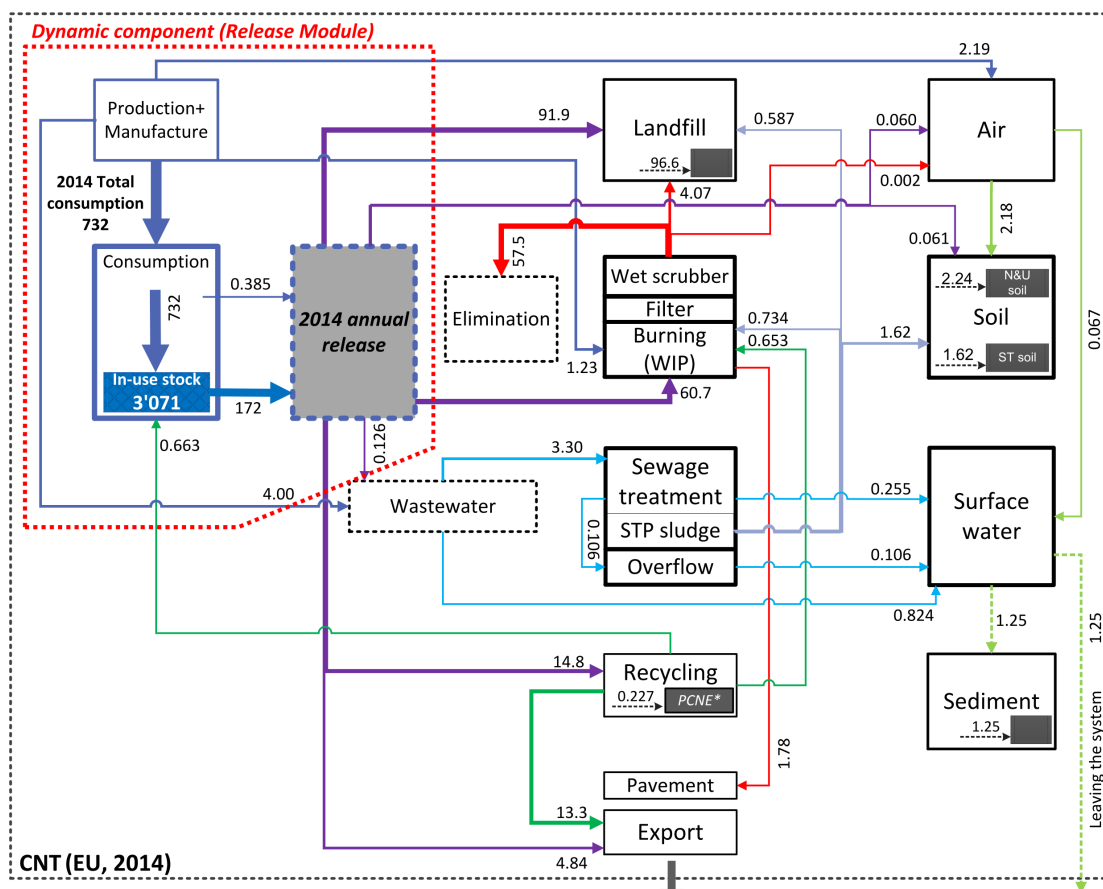 Dynamic component (Release Module)
2.19
Production+
Manufacture
91.9
Landfill
96.6
0.587
0.060
Air
0.002
4.07
2014 Total
consumption
732
2.18
0.061
57.5
Consumption
732
0.385
In-use stock
3'071
172
2014 annual
release
Elimination
Wet scrubber
Filter
Burning
(WIP)
1.23
0.734
0.653
60.7
1.62
2.24
N&U
soil
Soil
1.62
ST soil
0.067
0.663
0.126
4.00
Wastewater
3.30
Sewage
treatment
STP sludge
0.106
Overflow
0.255
0.106
0.824
Surface
water
1.25
1.25
Leaving the system
14.8
Recycling
0.227
PCNE*
Sediment
1.25
1.78
Pavement
13.3
Export
4.84
CNT (EU, 2014)